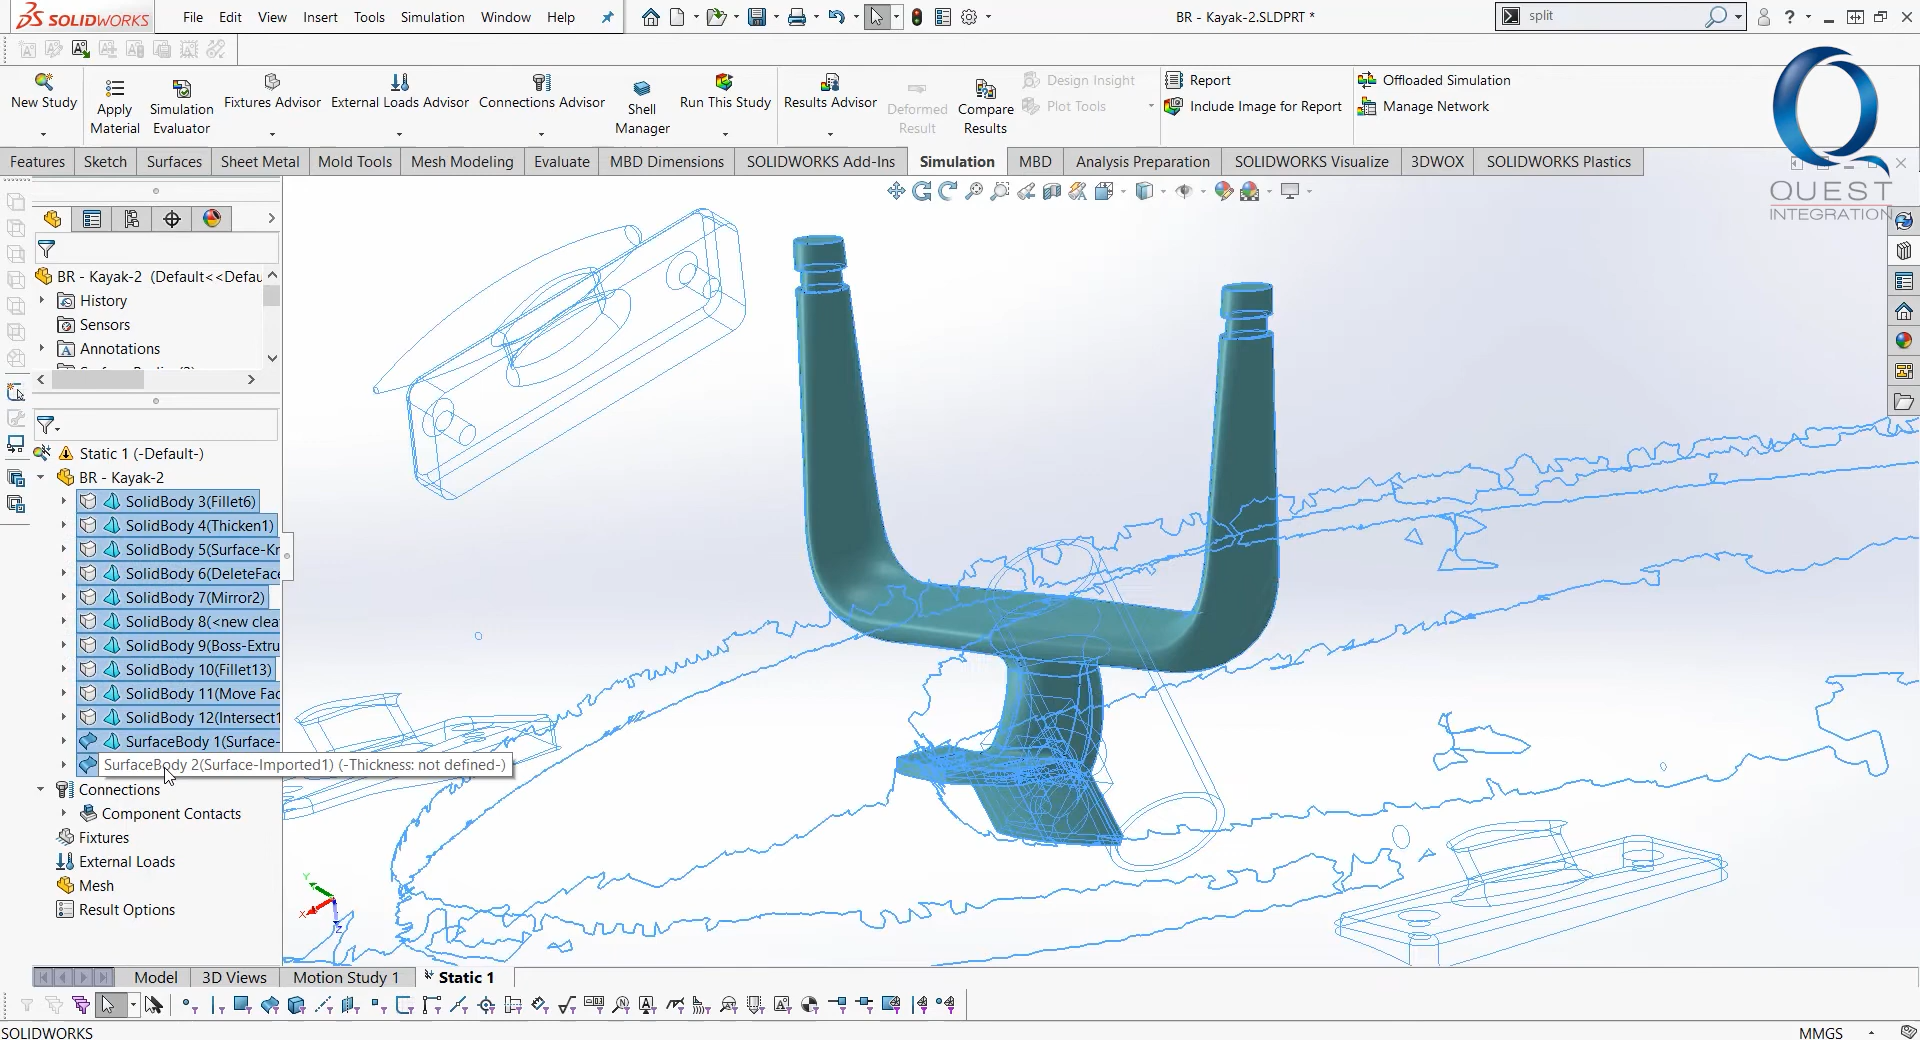 SOLIDWORKS
File
Edit
View
Insert
Tools
Simulation
Window
Help
BR - Kayak-2.SLDPRT *
split
?
New Study
Apply
Material
Simulation
Evaluator
Fixtures Advisor
External Loads Advisor
Connections Advisor
Shell
Manager
Run This Study
Results Advisor
Deformed
Result
Compare
Results
Design Insight
Plot Tools
Report
Include Image for Report
Offloaded Simulation
Manage Network
Features
Sketch
Surfaces
Sheet Metal
Mold Tools
Mesh Modeling
Evaluate
MBD Dimensions
SOLIDWORKS Add-Ins
Simulation
MBD
Analysis Preparation
SOLIDWORKS Visualize
3DWOX
SOLIDWORKS Plastics
QUEST
INTEGRATION
BR - Kayak-2 (Default<<Defau
History
Sensors
Annotations
Static 1 (-Default-)
BR - Kayak-2
SolidBody 3(Fillet6)
SolidBody 4(Thicken1)
SolidBody 5(Surface-Kr
SolidBody 6(DeleteFace
SolidBody 7(Mirror2)
SolidBody 8(<new clea
SolidBody 9(Boss-Extru
SolidBody 10(Fillet13)
SolidBody 11(Move Fac
SolidBody 12(Intersect1
SurfaceBody 1(Surface-
SurfaceBody 2(Surface-Imported1) (-Thickness: not defined-)
Connections
Component Contacts
Fixtures
External Loads
Mesh
Result Options
Y
X
Z
Model
3D Views
Motion Study 1
Static 1
SOLIDWORKS
MMGS